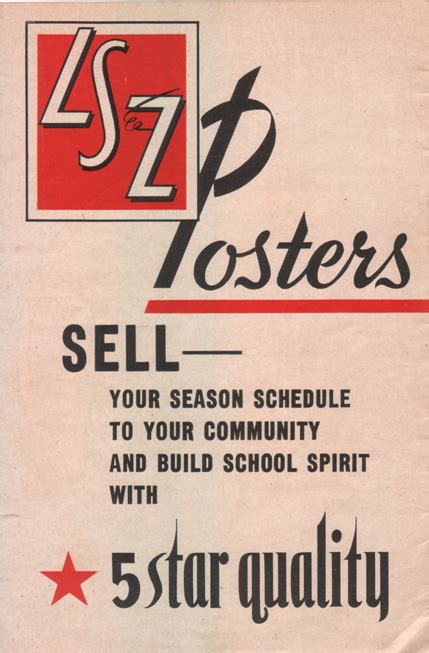 LS & Z
Posters
SELL—
YOUR SEASON SCHEDULE
TO YOUR COMMUNITY
AND BUILD SCHOOL SPIRIT
WITH
5 star quality